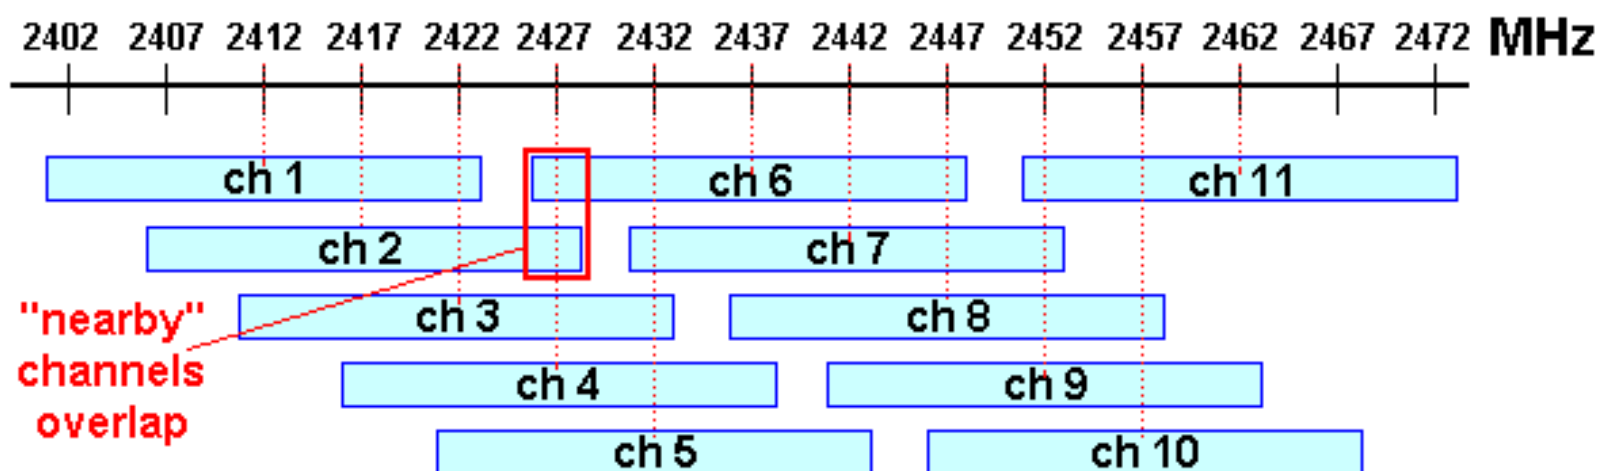 2402 2407 2412 2417 2422 2427 2432 2437 2442 2447 2452 2457 2462 2467 2472 MHz
ch 1 ch 6 ch 11
ch 2 ch 7
ch 3 ch 8
"nearby"
channels
overlap
ch 4 ch 9
ch 5 ch 10